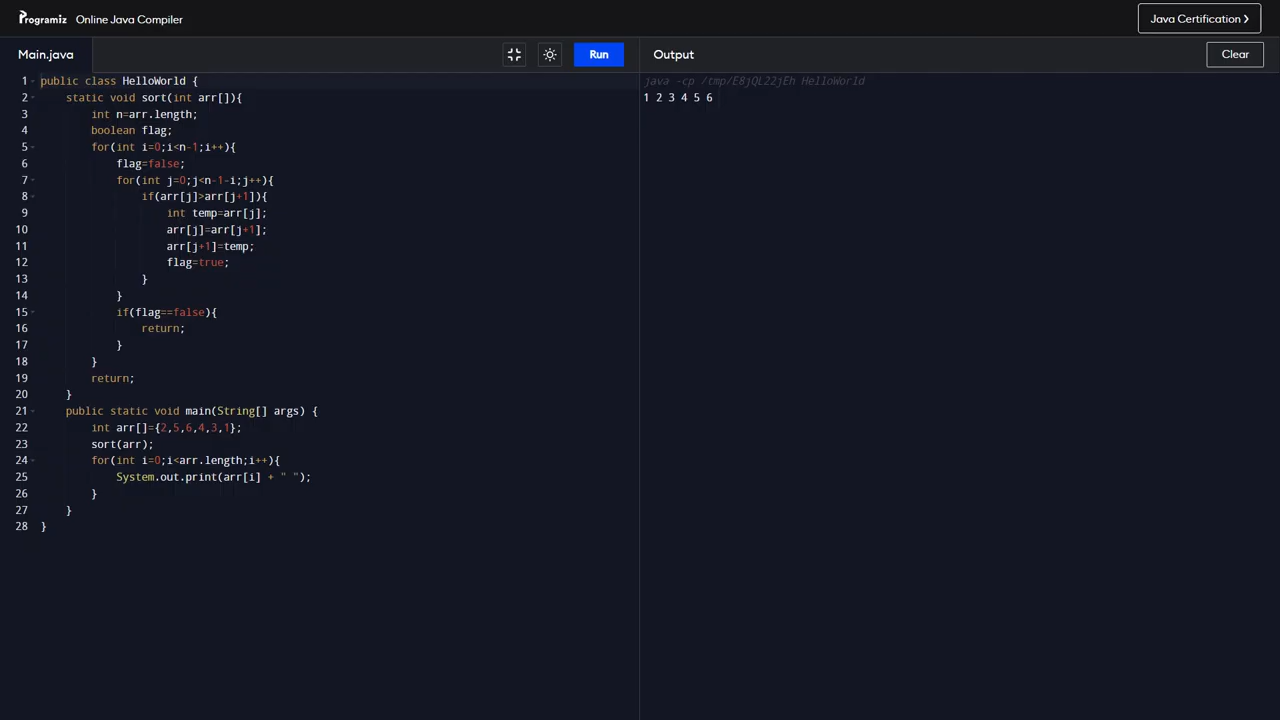 Programiz Online Java Compiler
Java Certification
Main.java
Run
Output
Clear
1 public class HelloWorld {
2     static void sort(int arr[]){
3         int n=arr.length;
4         boolean flag;
5         for(int i=0;i<n-1;i++){
6             flag=false;
7             for(int j=0;j<n-1-i;j++){
8                 if(arr[j]>arr[j+1]){
9                     int temp=arr[j];
10                     arr[j]=arr[j+1];
11                     arr[j+1]=temp;
12                     flag=true;
13                 }
14             }
15             if(flag==false){
16                 return;
17             }
18         }
19         return;
20     }
21     public static void main(String[] args) {
22         int arr[]={2,5,6,4,3,1};
23         sort(arr);
24         for(int i=0;i<arr.length;i++){
25             System.out.print(arr[i] + " ");
26         }
27     }
28 }
java -cp /tmp/E8jQL22jEh HelloWorld
1 2 3 4 5 6